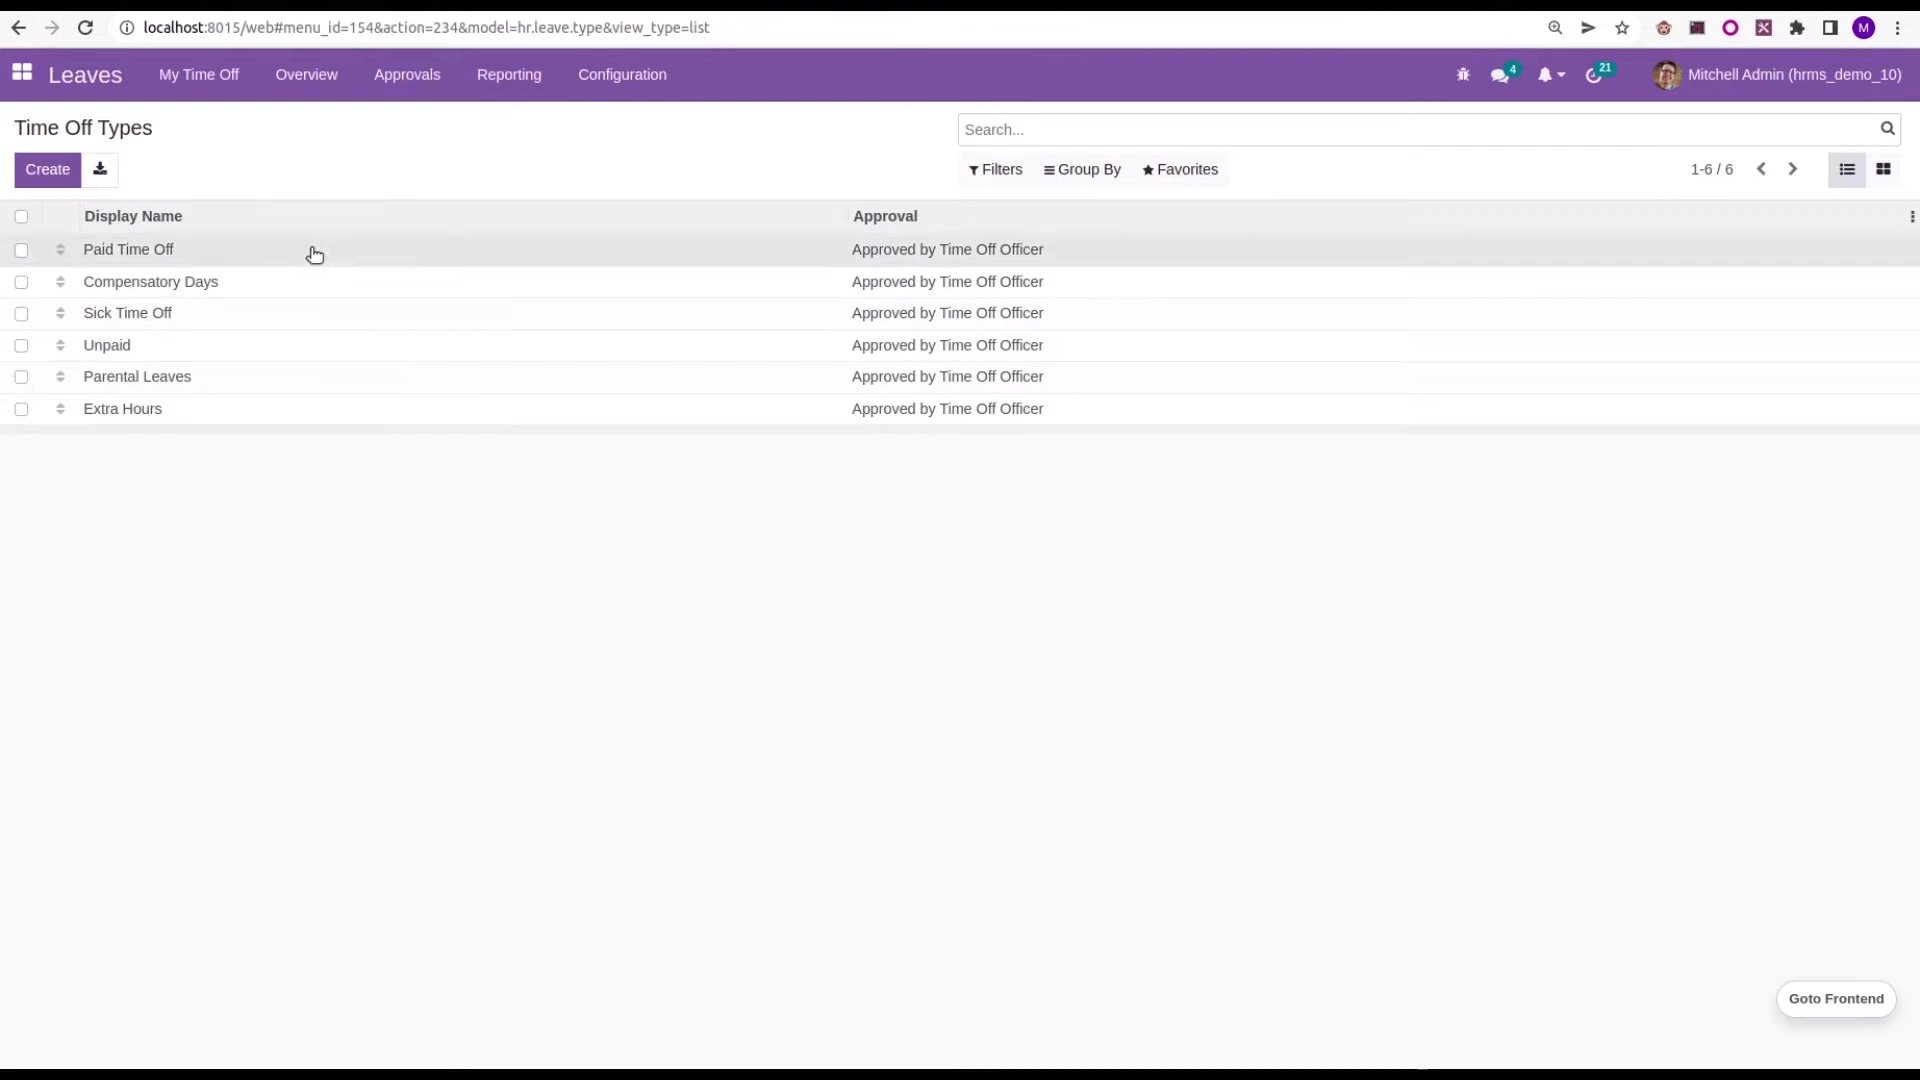 localhost:8015/web#menu_id=154&action=234&model=hr.leave.type&view_type=list
M
Leaves My Time Off Overview Approvals Reporting Configuration 4 21 Mitchell Admin (hrms_demo_10)
Time Off Types
Search...
Create Filters Group By Favorites 1-6 / 6
Display Name Approval
Paid Time Off Approved by Time Off Officer
Compensatory Days Approved by Time Off Officer
Sick Time Off Approved by Time Off Officer
Unpaid Approved by Time Off Officer
Parental Leaves Approved by Time Off Officer
Extra Hours Approved by Time Off Officer
Goto Frontend